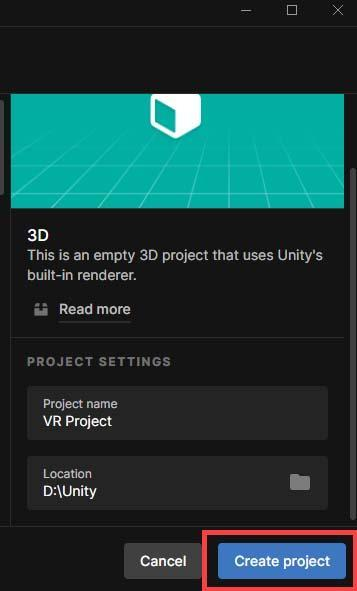 3D
This is an empty 3D project that uses Unity's
built-in renderer.
Read more
PROJECT SETTINGS
Project name
VR Project
Location
D:\Unity
Cancel
Create project